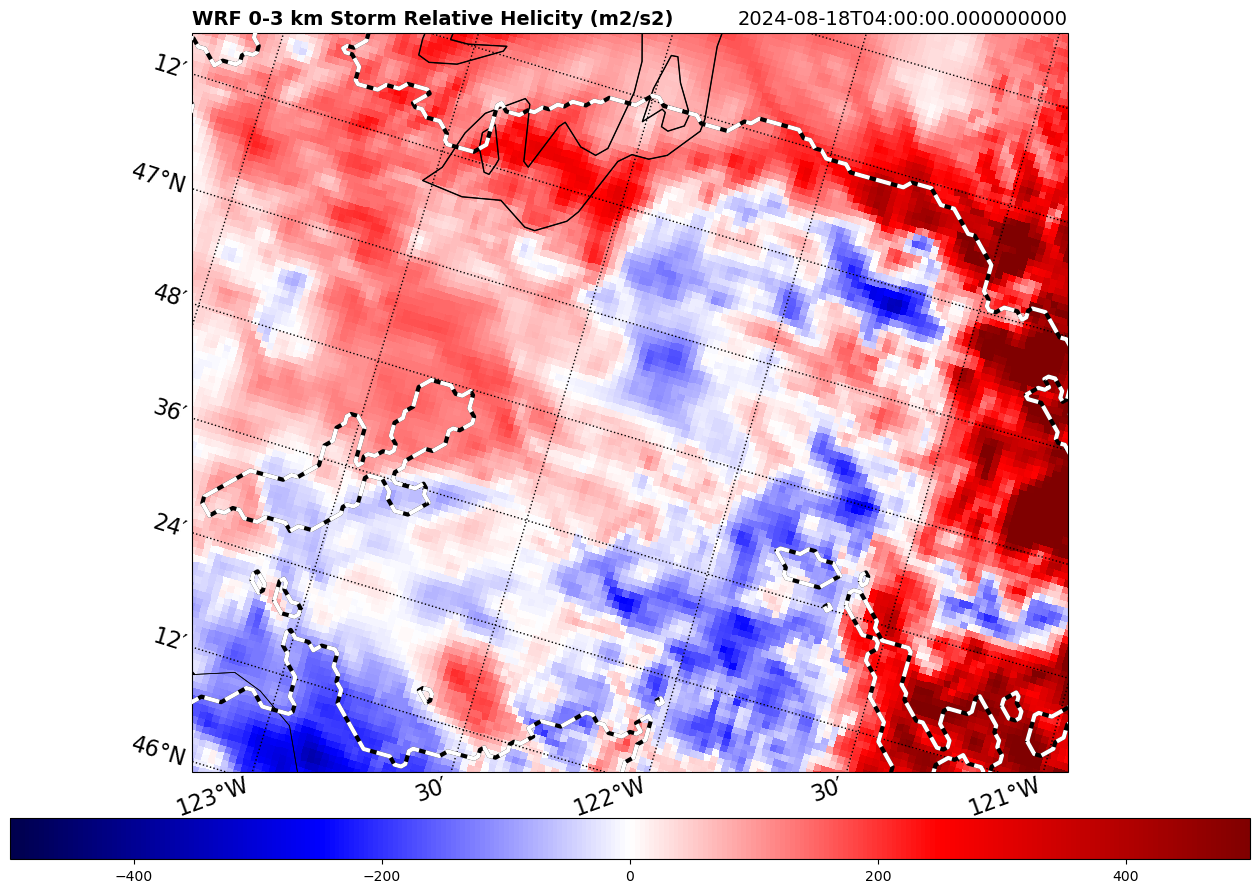 WRF 0-3 km Storm Relative Helicity (m2/s2) 2024-08-18T04:00:00.000000000
12′
47°N
48′
36′
24′
12′
46°N
123°W 30′ 122°W 30′ 121°W
−400 −200 0 200 400